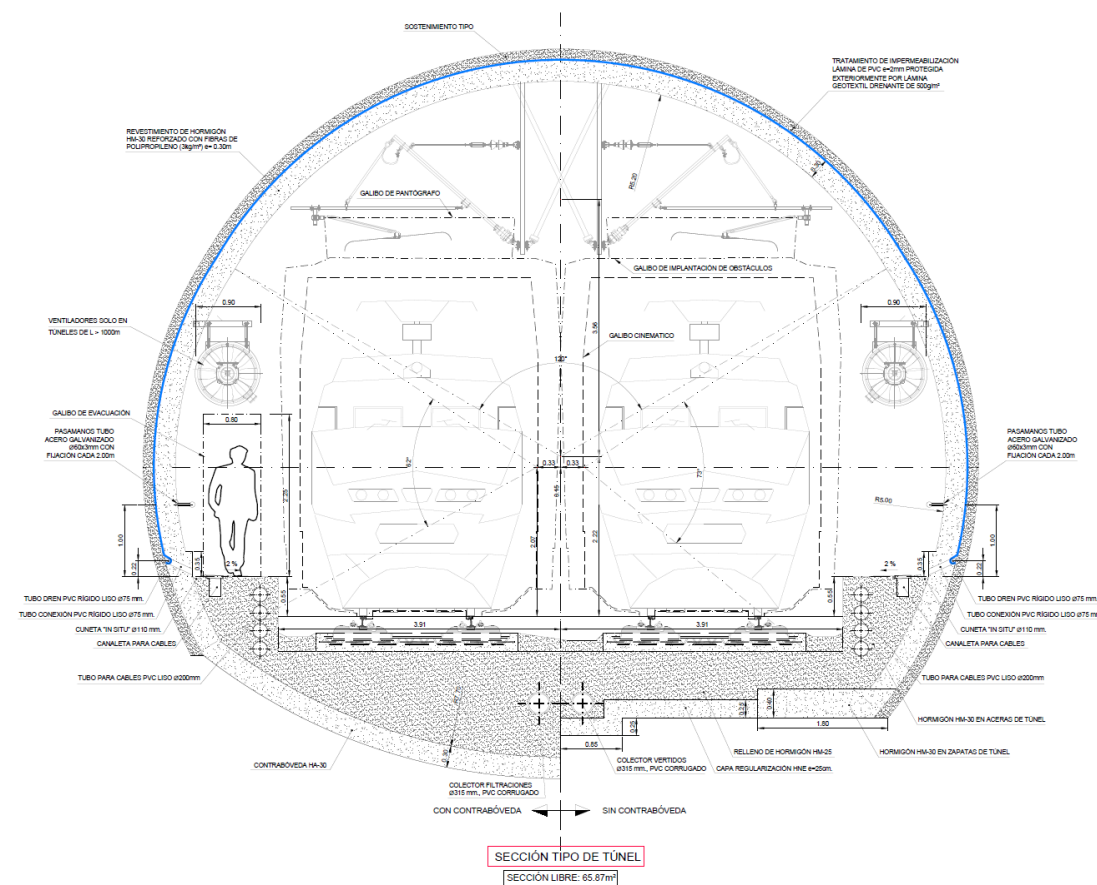 SOSTENIMIENTO TIPO
TRATAMIENTO DE IMPERMEABILIZACIÓN
LÁMINA DE PVC e=2mm PROTEGIDA
EXTERIORMENTE POR LÁMINA
GEOTEXTIL DRENANTE DE 500g/m²
REVESTIMIENTO DE HORMIGÓN
HM-30 REFORZADO CON FIBRAS DE
POLIPROPILENO (3kg/m³) e= 0.30m
R5.20
0.30
GALIBO DE PANTÓGRAFO
GALIBO DE IMPLANTACIÓN DE OBSTÁCULOS
0.90
0.90
VENTILADORES SOLO EN
TÚNELES DE L > 1000m
3.56
GALIBO CINEMATICO
120°
GALIBO DE EVACUACIÓN
0.80
PASAMANOS TUBO
ACERO GALVANIZADO
Ø60x3mm CON
FIJACIÓN CADA 2.00m
PASAMANOS TUBO
ACERO GALVANIZADO
Ø60x3mm CON
FIJACIÓN CADA 2.00m
62°
0.33
0.33
73°
2.25
R5.00
1.00
2.07
2.22
1.00
0.22
0.35
2 %
2 %
0.35
0.22
0.55
0.55
TUBO DREN PVC RÍGIDO LISO Ø75 mm.
TUBO CONEXIÓN PVC RÍGIDO LISO Ø75 mm.
CUNETA "IN SITU" Ø110 mm.
CANALETA PARA CABLES
TUBO PARA CABLES PVC LISO Ø200mm
TUBO DREN PVC RÍGIDO LISO Ø75 mm.
TUBO CONEXIÓN PVC RÍGIDO LISO Ø75 m
CUNETA "IN SITU" Ø110 mm.
CANALETA PARA CABLES
TUBO PARA CABLES PVC LISO Ø200mm
3.91
3.91
0.30
0.25
0.25
0.40
1.80
0.85
HORMIGÓN HM-30 EN ACERAS DE TÚNEL
RELLENO DE HORMIGÓN HM-25
HORMIGÓN HM-30 EN ZAPATAS DE TÚNEL
CONTRABÓVEDA HA-30
COLECTOR VERTIDOS
Ø315 mm., PVC CORRUGADO
CAPA REGULARIZACIÓN HNE e=25cm.
COLECTOR FILTRACIONES
Ø315 mm., PVC CORRUGADO
CON CONTRABÓVEDA
SIN CONTRABÓVEDA
SECCIÓN TIPO DE TÚNEL
SECCIÓN LIBRE: 65.87m²